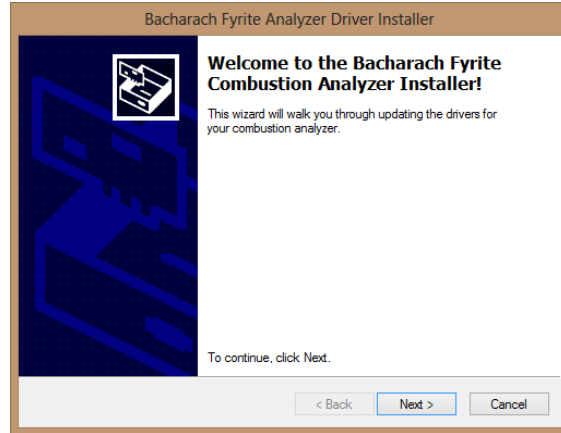 Bacharach Fyrite Analyzer Driver Installer
Welcome to the Bacharach Fyrite
Combustion Analyzer Installer!
This wizard will walk you through updating the drivers for
your combustion analyzer.
To continue, click Next.
< Back Next > Cancel